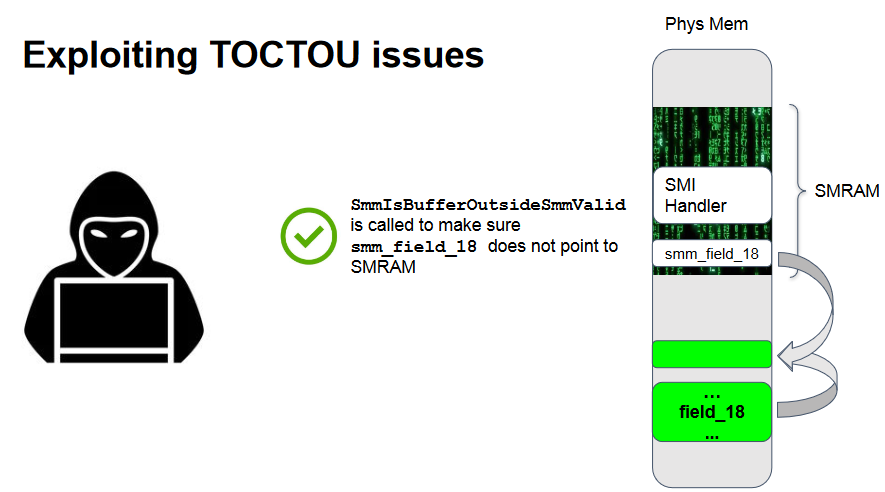 Phys Mem
Exploiting TOCTOU issues
SmmIsBufferOutsideSmmValid
is called to make sure
smm_field_18 does not point to
SMRAM
SMI
Handler
SMRAM
smm_field_18
...
field_18
...